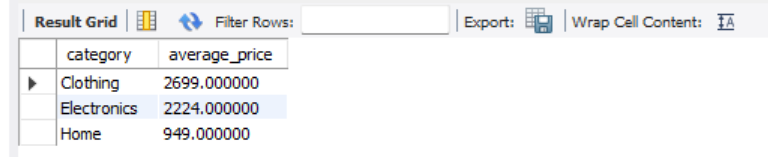 Result Grid Filter Rows: Export: Wrap Cell Content: IA
category average_price
Clothing 2699.000000
Electronics 2224.000000
Home 949.000000